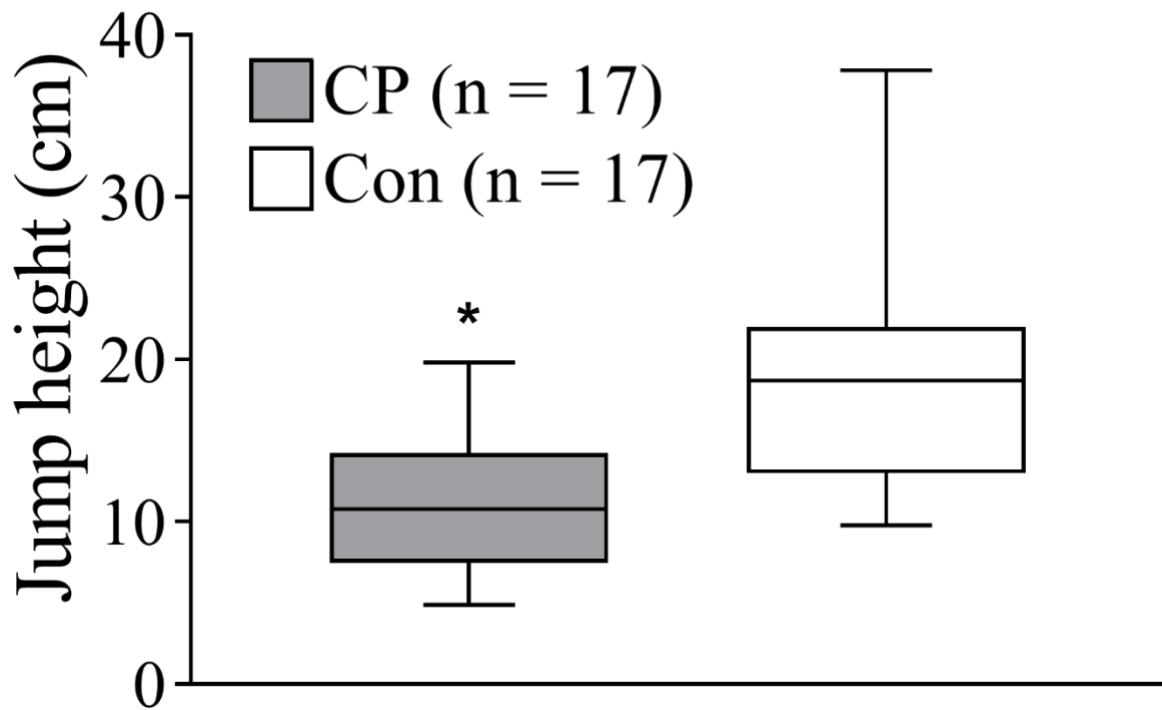 Jump height (cm)
40
30
20
10
0
CP (n = 17)
Con (n = 17)
*